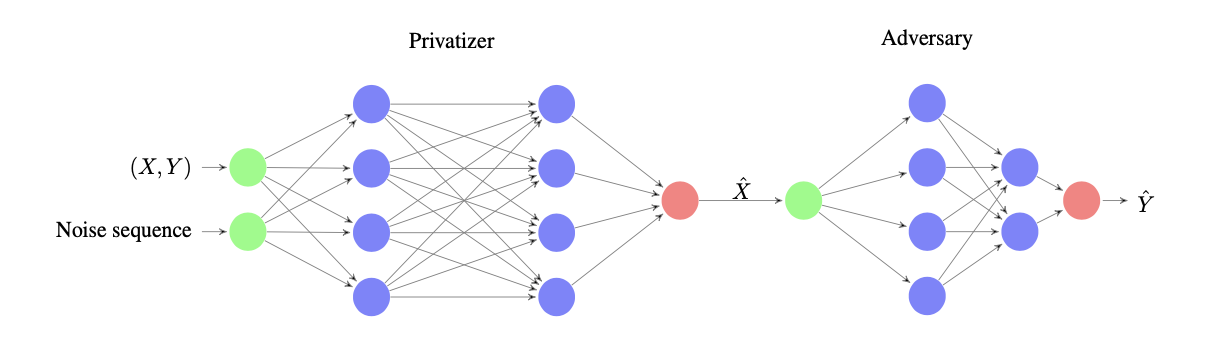 Privatizer
Adversary
(X, Y)
Noise sequence
X̂
Ŷ